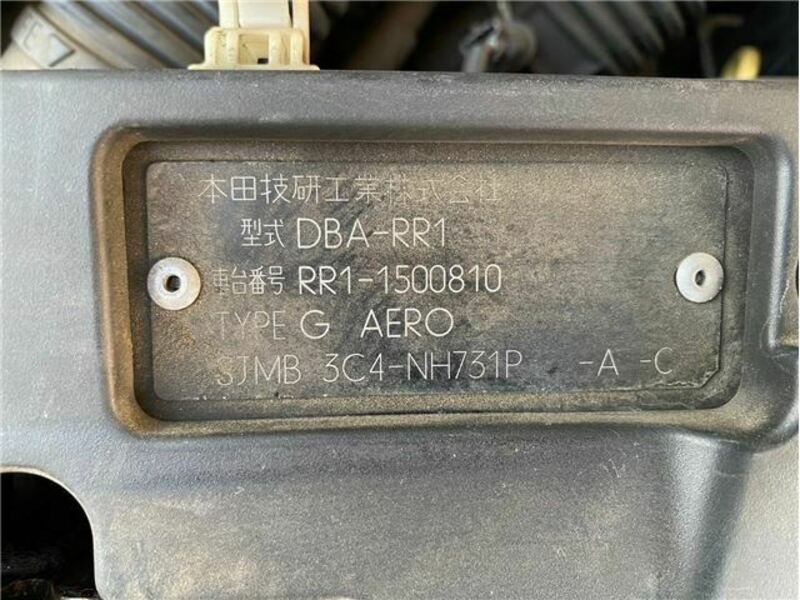 本田技研工業株式会社
型式 DBA-RR1
車台番号 RR1-1500810
TYPE G AERO
SJMB 3C4-NH731P -A -C